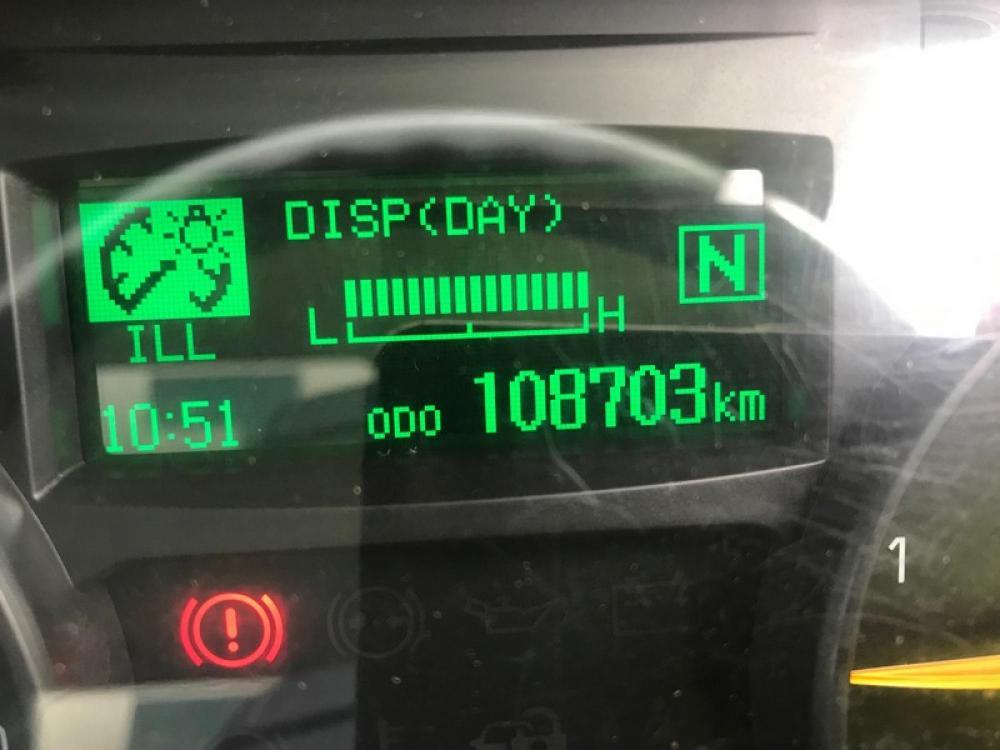 DISP(DAY)
N
L H
ILL
10:51 ODO 108703km
!
1